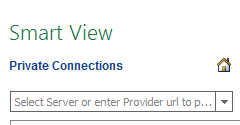 Smart View
Private Connections
Select Server or enter Provider url to p...